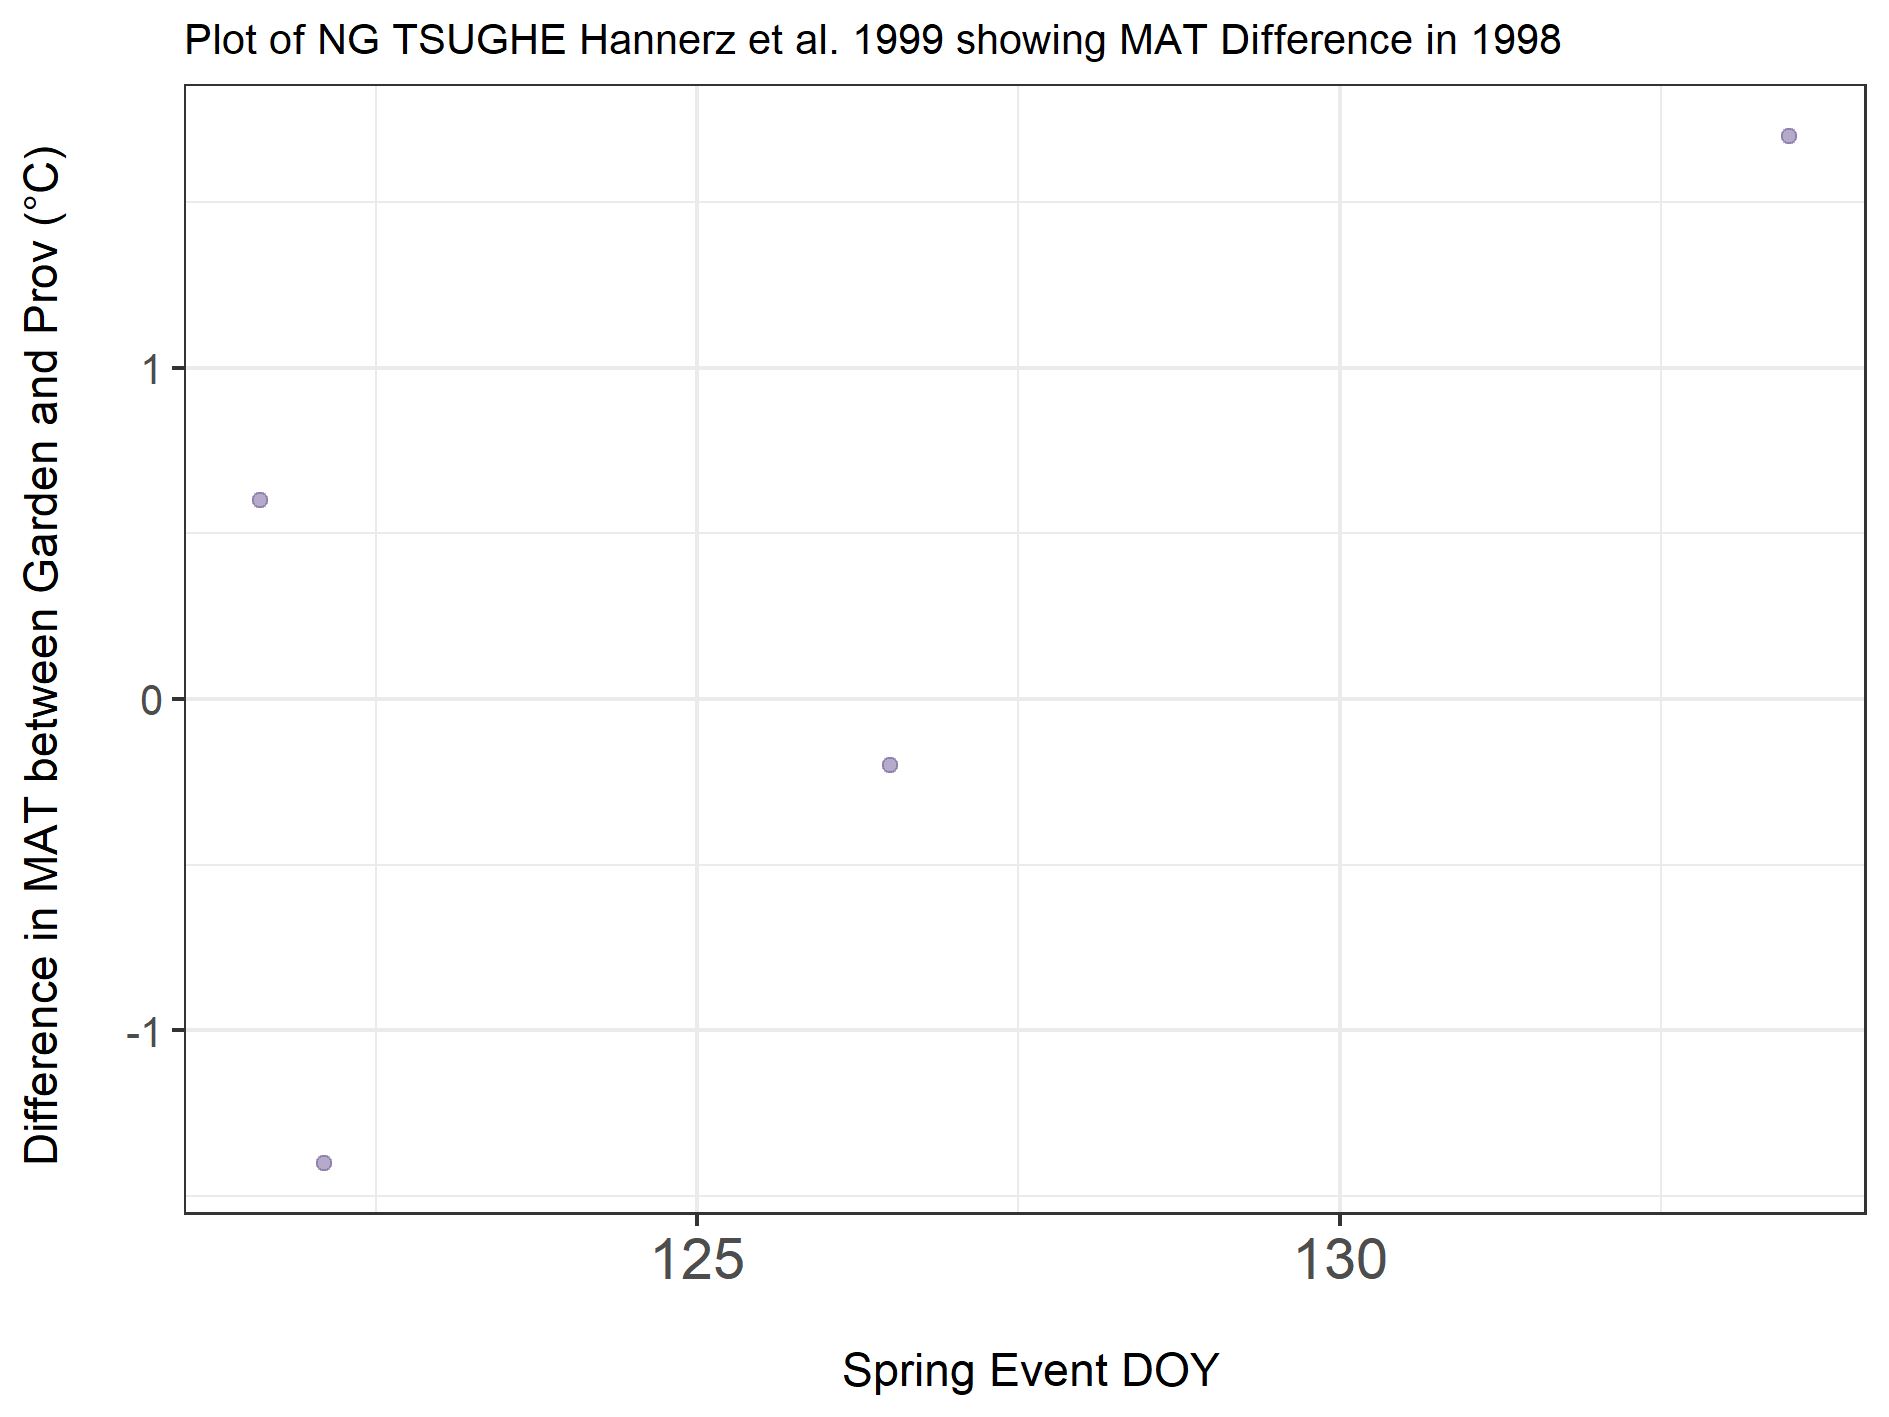 Plot of NG TSUGHE Hannerz et al. 1999 showing MAT Difference in 1998
Difference in MAT between Garden and Prov (°C)
1
0
-1
125
130
Spring Event DOY